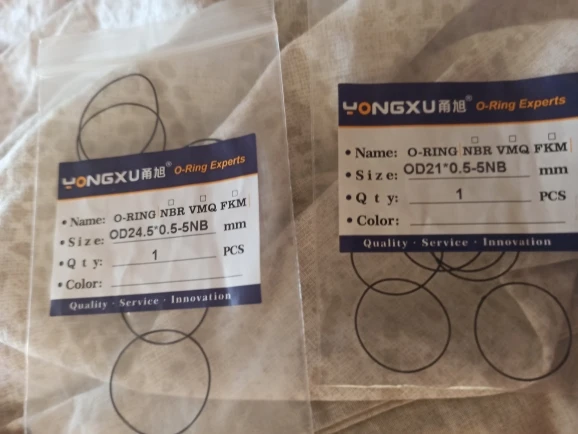 YONGXU甬旭® O-Ring Experts
• Name: O-RING □ NBR □ VMQ □ FKM
• Size: OD24.5*0.5-5NB mm
• Q t y: 1 PCS
• Color:
Quality · Service · Innovation
YONGXU甬旭® O-Ring Experts
• Name: O-RING □ NBR □ VMQ □ FKM
• Size: OD21*0.5-5NB mm
• Q t y: 1 PCS
• Color:
Quality · Service · Innovation